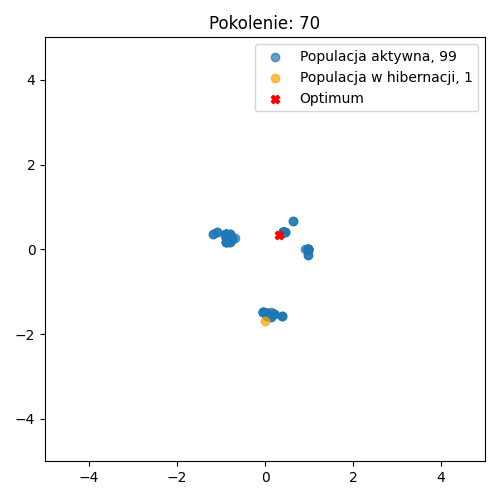 Pokolenie: 70
Populacja aktywna, 99
Populacja w hibernacji, 1
Optimum
4
2
0
−2
−4
−4
−2
0
2
4